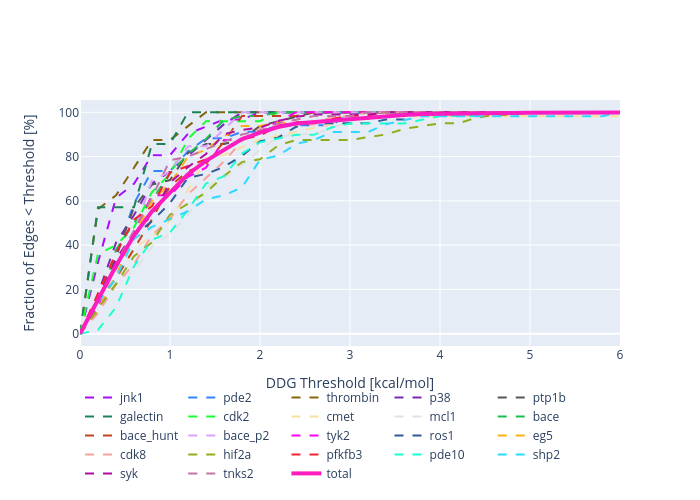 100
80
60
40
20
0
Fraction of Edges < Threshold [%]
0 1 2 3 4 5 6
DDG Threshold [kcal/mol]
jnk1 pde2 thrombin p38 ptp1b
galectin cdk2 cmet mcl1 bace
bace_hunt bace_p2 tyk2 ros1 eg5
cdk8 hif2a pfkfb3 pde10 shp2
syk tnks2 total